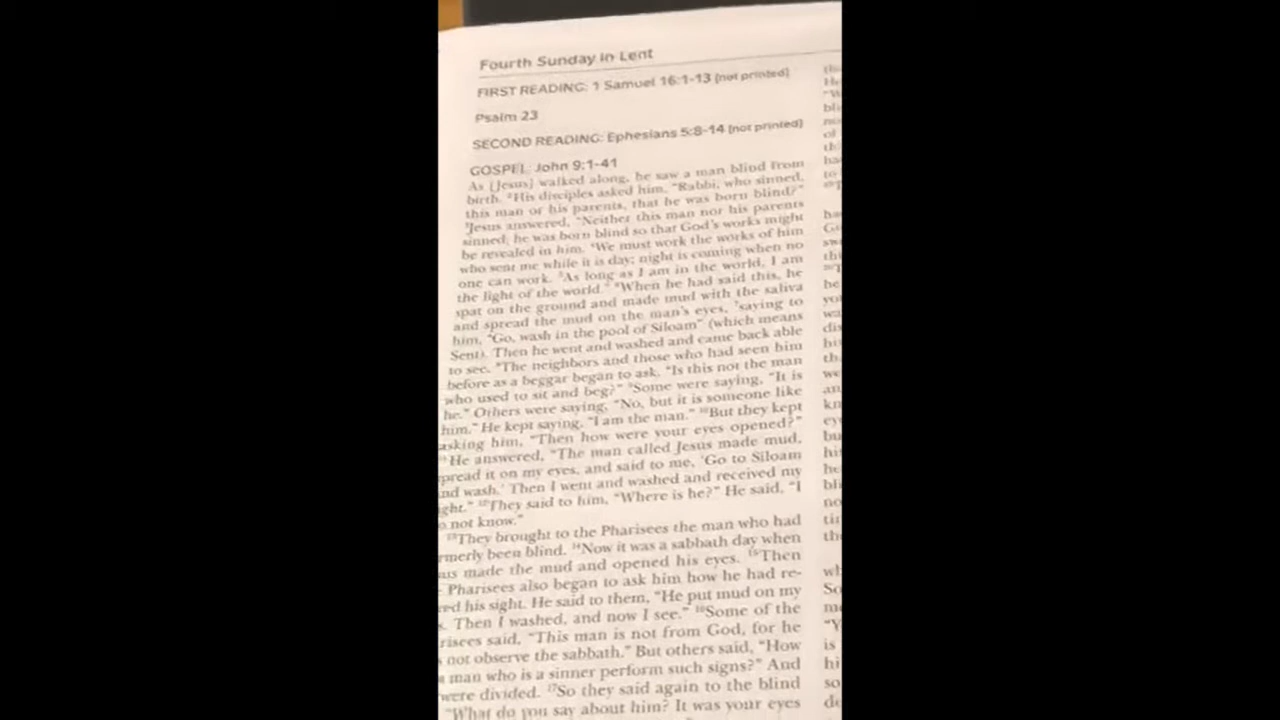 Fourth Sunday in Lent
FIRST READING: 1 Samuel 16:1-13 (not printed)
Psalm 23
SECOND READING: Ephesians 5:8-14 (not printed)
GOSPEL: John 9:1-41
As [Jesus] walked along, he saw a man blind from
birth. ²His disciples asked him, “Rabbi, who sinned,
this man or his parents, that he was born blind?”
³Jesus answered, “Neither this man nor his parents
sinned; he was born blind so that God’s works might
be revealed in him. ⁴We must work the works of him
who sent me while it is day; night is coming when no
one can work. ⁵As long as I am in the world, I am
the light of the world.” ⁶When he had said this, he
spat on the ground and made mud with the saliva
and spread the mud on the man’s eyes, ⁷saying to
him, “Go, wash in the pool of Siloam” (which means
Sent). Then he went and washed and came back able
to see. ⁸The neighbors and those who had seen him
before as a beggar began to ask, “Is this not the man
who used to sit and beg?” ⁹Some were saying, “It is
he.” Others were saying, “No, but it is someone like
him.” He kept saying, “I am the man.” ¹⁰But they kept
asking him, “Then how were your eyes opened?”
¹¹He answered, “The man called Jesus made mud,
pread it on my eyes, and said to me, ‘Go to Siloam
nd wash.’ Then I went and washed and received my
ght.” ¹²They said to him, “Where is he?” He said, “I
o not know.”
¹³They brought to the Pharisees the man who had
rmerly been blind. ¹⁴Now it was a sabbath day when
us made the mud and opened his eyes. ¹⁵Then
Pharisees also began to ask him how he had re-
ed his sight. He said to them, “He put mud on my
s. Then I washed, and now I see.” ¹⁶Some of the
risees said, “This man is not from God, for he
not observe the sabbath.” But others said, “How
a man who is a sinner perform such signs?” And
were divided. ¹⁷So they said again to the blind
“What do you say about him? It was your eyes